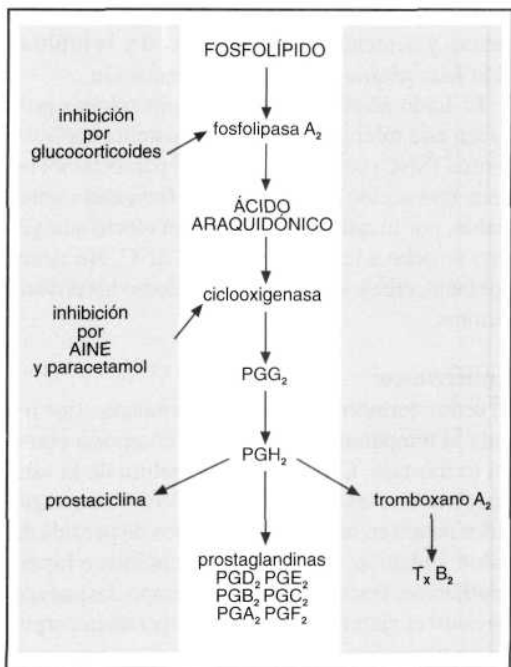 FOSFOLÍPIDO
inhibición
por
glucocorticoides
fosfolipasa A₂
ÁCIDO
ARAQUIDÓNICO
ciclooxigenasa
inhibición
por
AINE
y paracetamol
PGG₂
PGH₂
prostaciclina
tromboxano A₂
prostaglandinas
PGD₂ PGE₂
PGB₂ PGC₂
PGA₂ PGF₂
Tₓ B₂